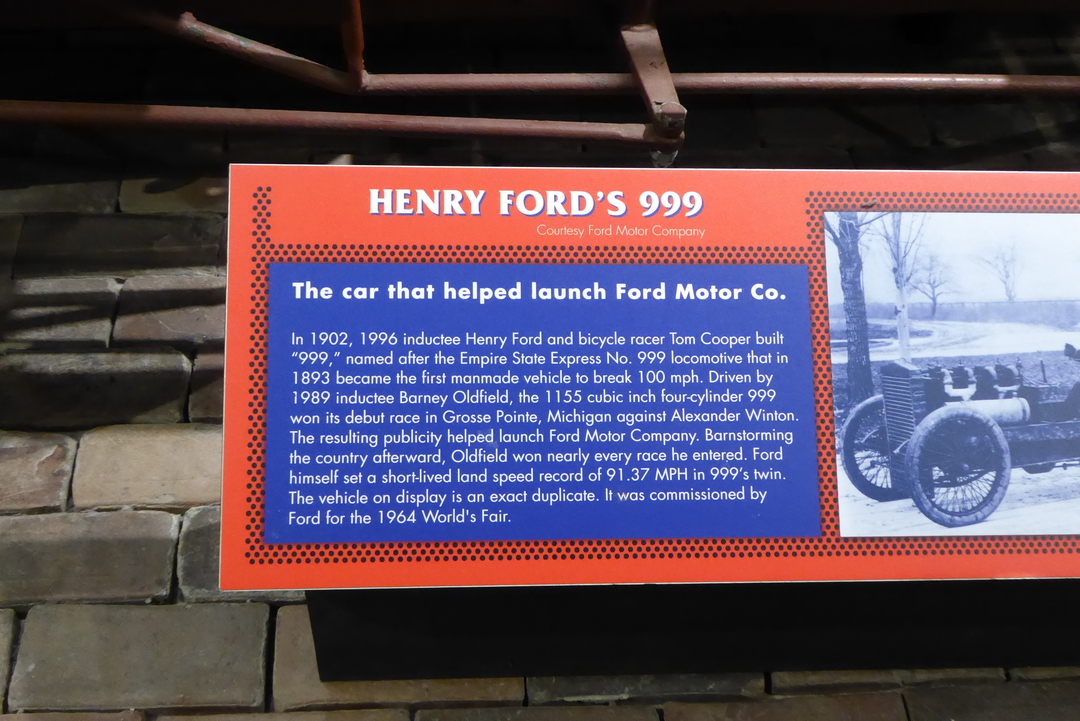 HENRY FORD'S 999
Courtesy Ford Motor Company
The car that helped launch Ford Motor Co.
In 1902, 1996 inductee Henry Ford and bicycle racer Tom Cooper built
“999,” named after the Empire State Express No. 999 locomotive that in
1893 became the first manmade vehicle to break 100 mph. Driven by
1989 inductee Barney Oldfield, the 1155 cubic inch four-cylinder 999
won its debut race in Grosse Pointe, Michigan against Alexander Winton.
The resulting publicity helped launch Ford Motor Company. Barnstorming
the country afterward, Oldfield won nearly every race he entered. Ford
himself set a short-lived land speed record of 91.37 MPH in 999’s twin.
The vehicle on display is an exact duplicate. It was commissioned by
Ford for the 1964 World's Fair.